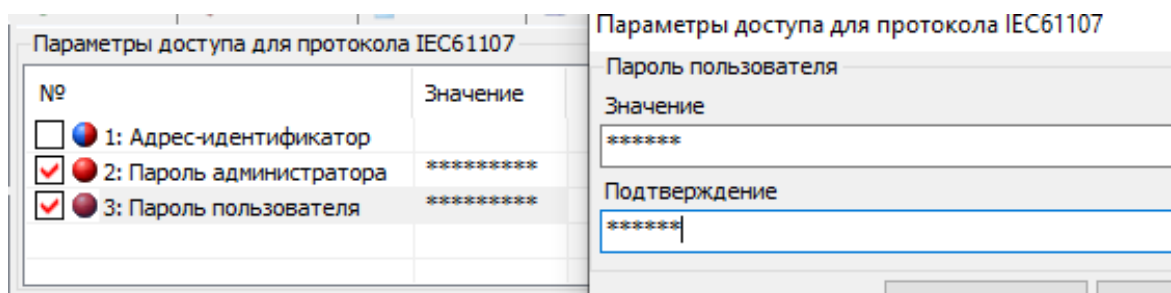 Параметры доступа для протокола IEC61107
№ Значение
1: Адрес-идентификатор
2: Пароль администратора *********
3: Пароль пользователя *********
Параметры доступа для протокола IEC61107
Пароль пользователя
Значение
******
Подтверждение
******